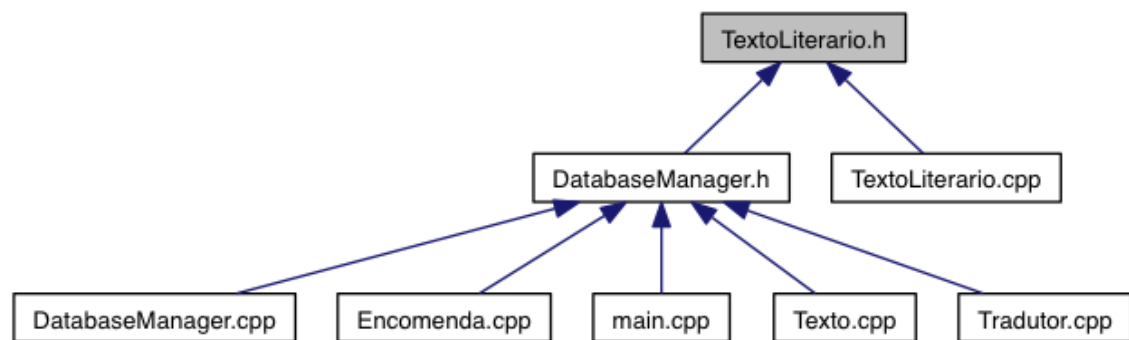 TextoLiterario.h
DatabaseManager.h
TextoLiterario.cpp
DatabaseManager.cpp
Encomenda.cpp
main.cpp
Texto.cpp
Tradutor.cpp